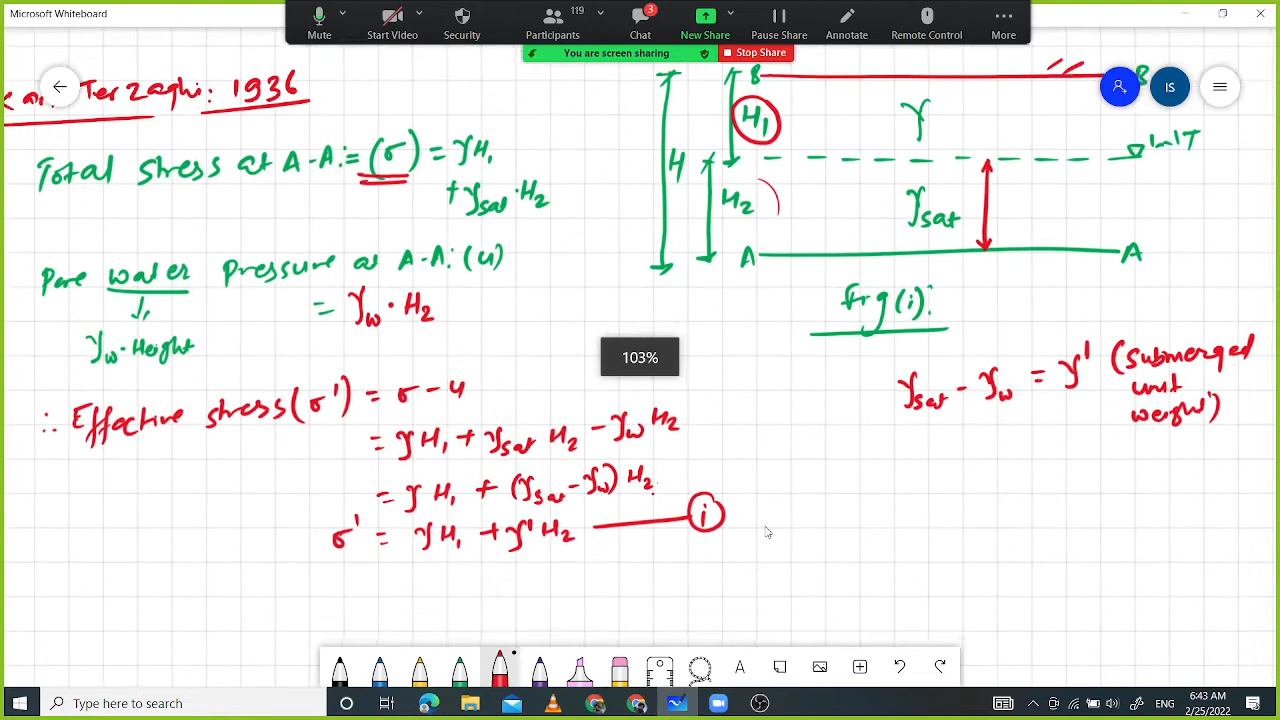 Microsoft Whiteboard
Mute
Start Video
Security
119
Participants
3
Chat
New Share
Pause Share
Annotate
Remote Control
More
You are screen sharing
Stop Share
IS
Terzaghi: 1936
Total stress at A-A:= (σ) = γH₁
+ γsat·H₂
Pore water pressure at A-A: (u)
= γw · H₂
γw·Height
∴ Effective stress(σ') = σ - u
= γH₁ + γsat H₂ - γw H₂
= γH₁ + (γsat - γw) H₂
σ' = γH₁ + γ'H₂ i
B B
H₁ γ
H
H₂ γsat
A A
fig(i):
103%
γsat - γw = γ' (Submerged
unit
weight)
A
Type here to search
ENG
6:43 AM
2/25/2022